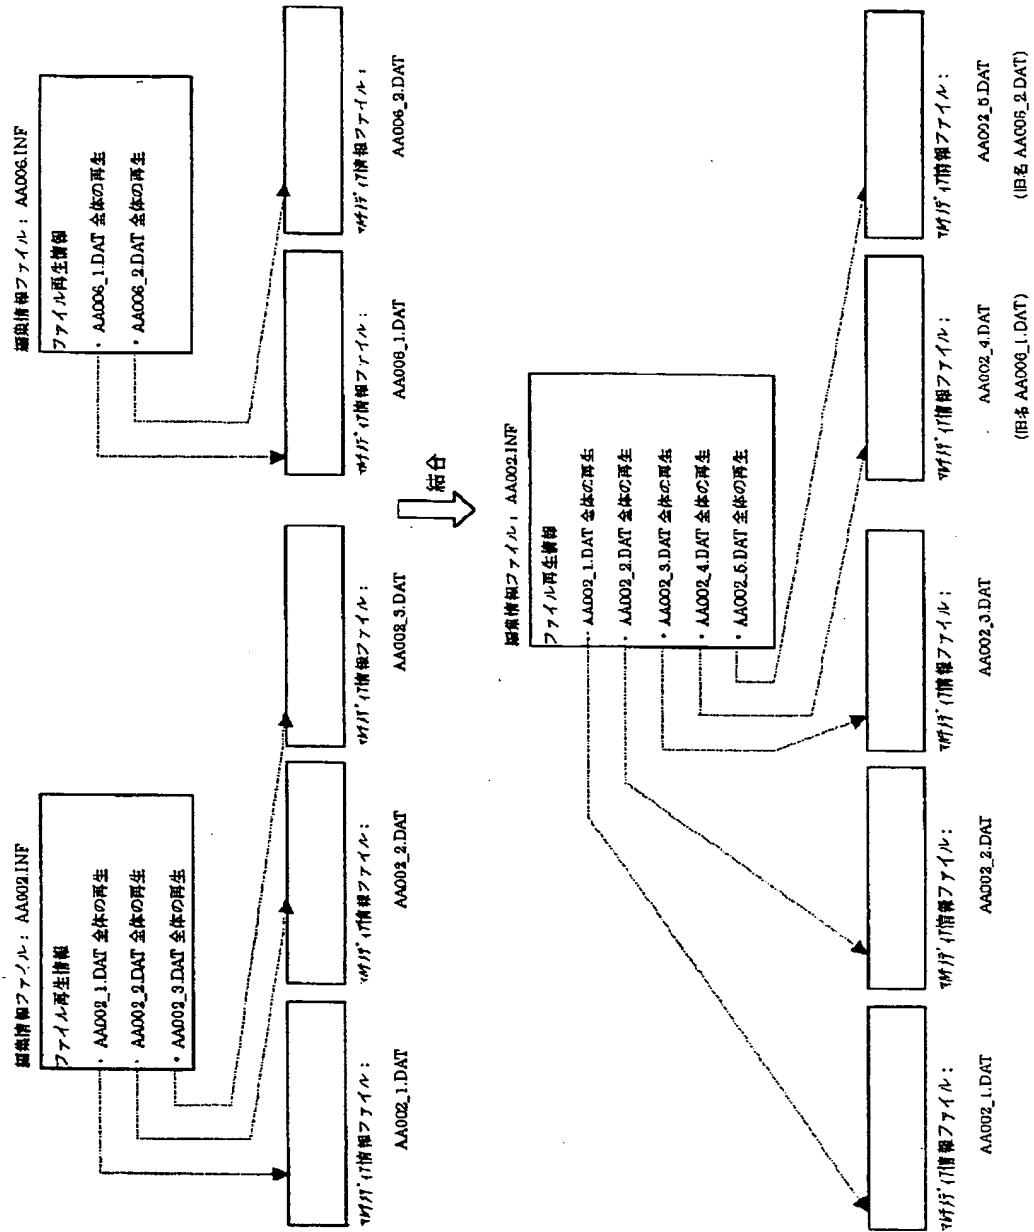 編集情報ファイル: AA002.INF
ファイル再生情報
・AA002_1.DAT 全体の再生
・AA002_2.DAT 全体の再生
・AA002_3.DAT 全体の再生
ﾏﾙﾁﾒﾃﾞｨｱ情報ファイル:
AA002_1.DAT
ﾏﾙﾁﾒﾃﾞｨｱ情報ファイル:
AA002_2.DAT
ﾏﾙﾁﾒﾃﾞｨｱ情報ファイル:
AA002_3.DAT
編集情報ファイル: AA006.INF
ファイル再生情報
・AA006_1.DAT 全体の再生
・AA006_2.DAT 全体の再生
ﾏﾙﾁﾒﾃﾞｨｱ情報ファイル:
AA006_1.DAT
ﾏﾙﾁﾒﾃﾞｨｱ情報ファイル:
AA006_2.DAT
結合
編集情報ファイル: AA002.INF
ファイル再生情報
・AA002_1.DAT 全体の再生
・AA002_2.DAT 全体の再生
・AA002_3.DAT 全体の再生
・AA002_4.DAT 全体の再生
・AA002_5.DAT 全体の再生
ﾏﾙﾁﾒﾃﾞｨｱ情報ファイル:
AA002_1.DAT
ﾏﾙﾁﾒﾃﾞｨｱ情報ファイル:
AA002_2.DAT
ﾏﾙﾁﾒﾃﾞｨｱ情報ファイル:
AA002_3.DAT
ﾏﾙﾁﾒﾃﾞｨｱ情報ファイル:
AA002_4.DAT
(旧名 AA006_1.DAT)
ﾏﾙﾁﾒﾃﾞｨｱ情報ファイル:
AA002_5.DAT
(旧名 AA006_2.DAT)